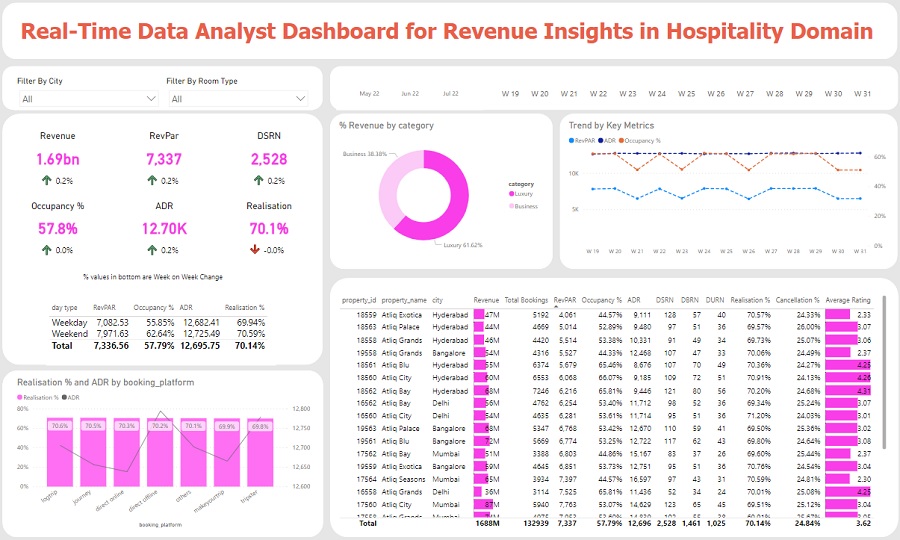 Real-Time Data Analyst Dashboard for Revenue Insights in Hospitality Domain
Filter By City
All
Filter By Room Type
All
May 22 Jun 22 Jul 22 W 19 W 20 W 21 W 22 W 23 W 24 W 25 W 26 W 27 W 28 W 29 W 30 W 31
Revenue RevPar DSRN
1.69bn 7,337 2,528
0.2% 0.2% 0.2%
Occupancy % ADR Realisation
57.8% 12.70K 70.1%
0.0% 0.2% -0.0%
% values in bottom are Week on Week Change
day type RevPAR Occupancy % ADR Realisation %
Weekday 7,082.53 55.85% 12,682.41 69.94%
Weekend 7,971.63 62.64% 12,725.49 70.59%
Total 7,336.56 57.79% 12,695.75 70.14%
% Revenue by category
Business 38.38%
Luxury 61.62%
category
Luxury
Business
Trend by Key Metrics
RevPAR ADR Occupancy %
10K
5K
60%
40%
20%
0%
W 19 W 20 W 21 W 22 W 23 W 24 W 25 W 26 W 27 W 28 W 29 W 30 W 31
Realisation % and ADR by booking_platform
Realisation % ADR
80%
60%
40%
20%
0%
70.6% 70.5% 70.3% 70.2% 70.1% 69.9% 69.8%
12,800
12,750
12,700
12,650
12,600
logtrip journey direct online direct offline others makeyourtrip tripster
booking_platform
property_id property_name city Revenue Total Bookings RevPAR Occupancy % ADR DSRN DBRN DURN Realisation % Cancellation % Average Rating
18559 Atliq Exotica Hyderabad 47M 5192 4,061 44.57% 9,111 128 57 40 70.57% 24.33% 2.33
18563 Atliq Palace Hyderabad 44M 4669 5,014 52.89% 9,480 97 51 36 69.57% 26.00% 3.07
18558 Atliq Grands Hyderabad 46M 4420 5,514 53.38% 10,331 91 49 34 69.73% 25.07% 3.06
19558 Atliq Grands Bangalore 54M 4316 5,527 44.33% 12,468 107 47 33 70.06% 24.49% 2.37
18561 Atliq Blu Hyderabad 55M 6374 5,679 65.46% 8,676 107 70 49 70.36% 24.27% 4.25
18560 Atliq City Hyderabad 60M 6553 6,068 66.07% 9,185 109 72 51 70.91% 24.13% 4.26
18562 Atliq Bay Hyderabad 68M 7246 6,216 65.81% 9,446 121 80 56 70.20% 24.68% 4.31
16562 Atliq Bay Delhi 56M 4762 6,254 53.40% 11,712 98 52 37 69.34% 25.24% 3.07
16560 Atliq City Delhi 54M 4635 6,281 53.61% 11,714 95 51 36 71.20% 24.03% 3.01
19563 Atliq Palace Bangalore 68M 5347 6,768 53.42% 12,670 110 59 41 69.50% 25.36% 3.02
19561 Atliq Blu Bangalore 72M 5669 6,774 53.25% 12,722 117 62 43 69.80% 24.64% 3.08
17562 Atliq Bay Mumbai 51M 3388 6,803 44.86% 15,167 83 37 26 69.60% 25.44% 2.37
19559 Atliq Exotica Bangalore 59M 4645 6,851 53.73% 12,751 95 51 36 70.76% 24.54% 3.04
17564 Atliq Seasons Mumbai 65M 3934 7,397 44.57% 16,597 97 43 31 70.59% 24.81% 2.30
16558 Atliq Grands Delhi 36M 3114 7,525 65.81% 11,436 52 34 24 70.01% 25.08% 4.25
17560 Atliq City Mumbai 87M 5940 7,763 53.07% 14,629 123 65 45 69.51% 25.12% 3.04
Total 1688M 132939 7,337 57.79% 12,696 2,528 1,461 1,025 70.14% 24.84% 3.62